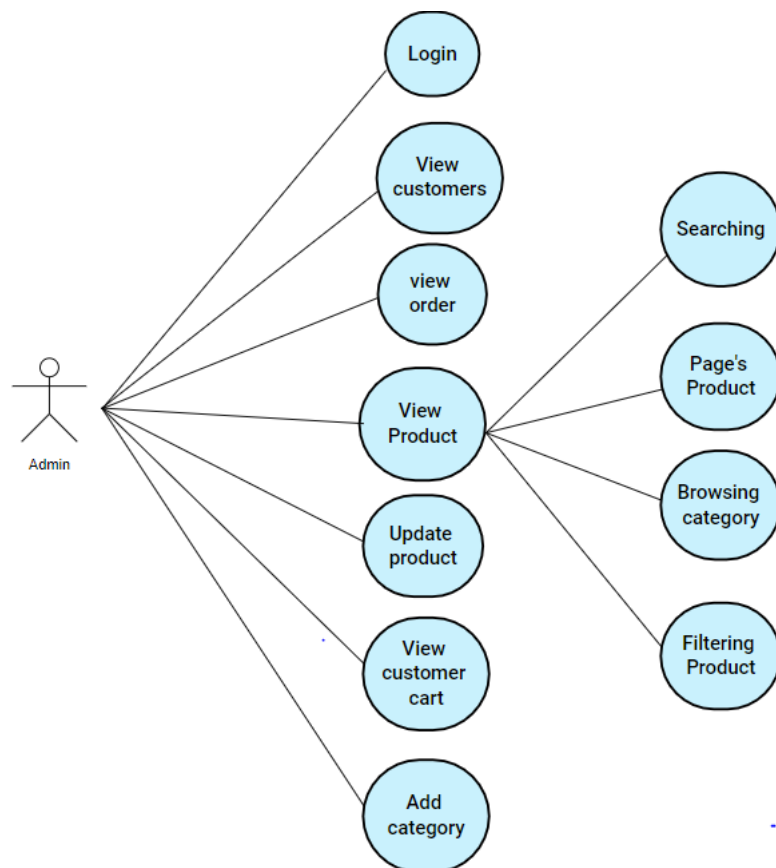 Login
View
customers
view
order
View
Product
Update
product
View
customer
cart
Add
category
Admin
Searching
Page's
Product
Browsing
category
Filtering
Product